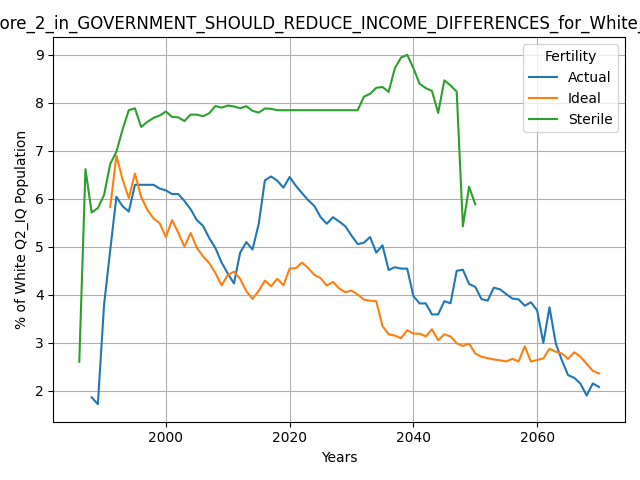 ore_2_in_GOVERNMENT_SHOULD_REDUCE_INCOME_DIFFERENCES_for_White_
Fertility
Actual
Ideal
Sterile
% of White Q2_IQ Population
9
8
7
6
5
4
3
2
2000 2020 2040 2060
Years